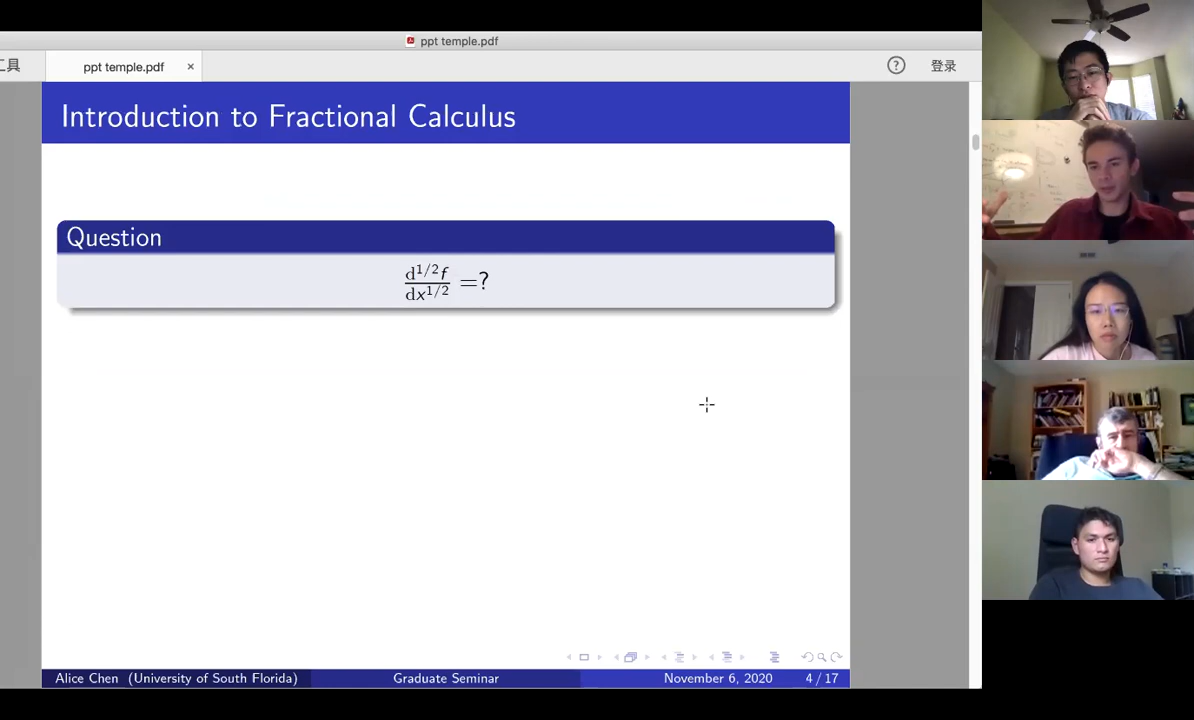 ppt temple.pdf
工具
ppt temple.pdf ×
? 登录
Introduction to Fractional Calculus
Question
d^{1/2}f/dx^{1/2} =?
Alice Chen (University of South Florida) Graduate Seminar November 6, 2020 4 / 17